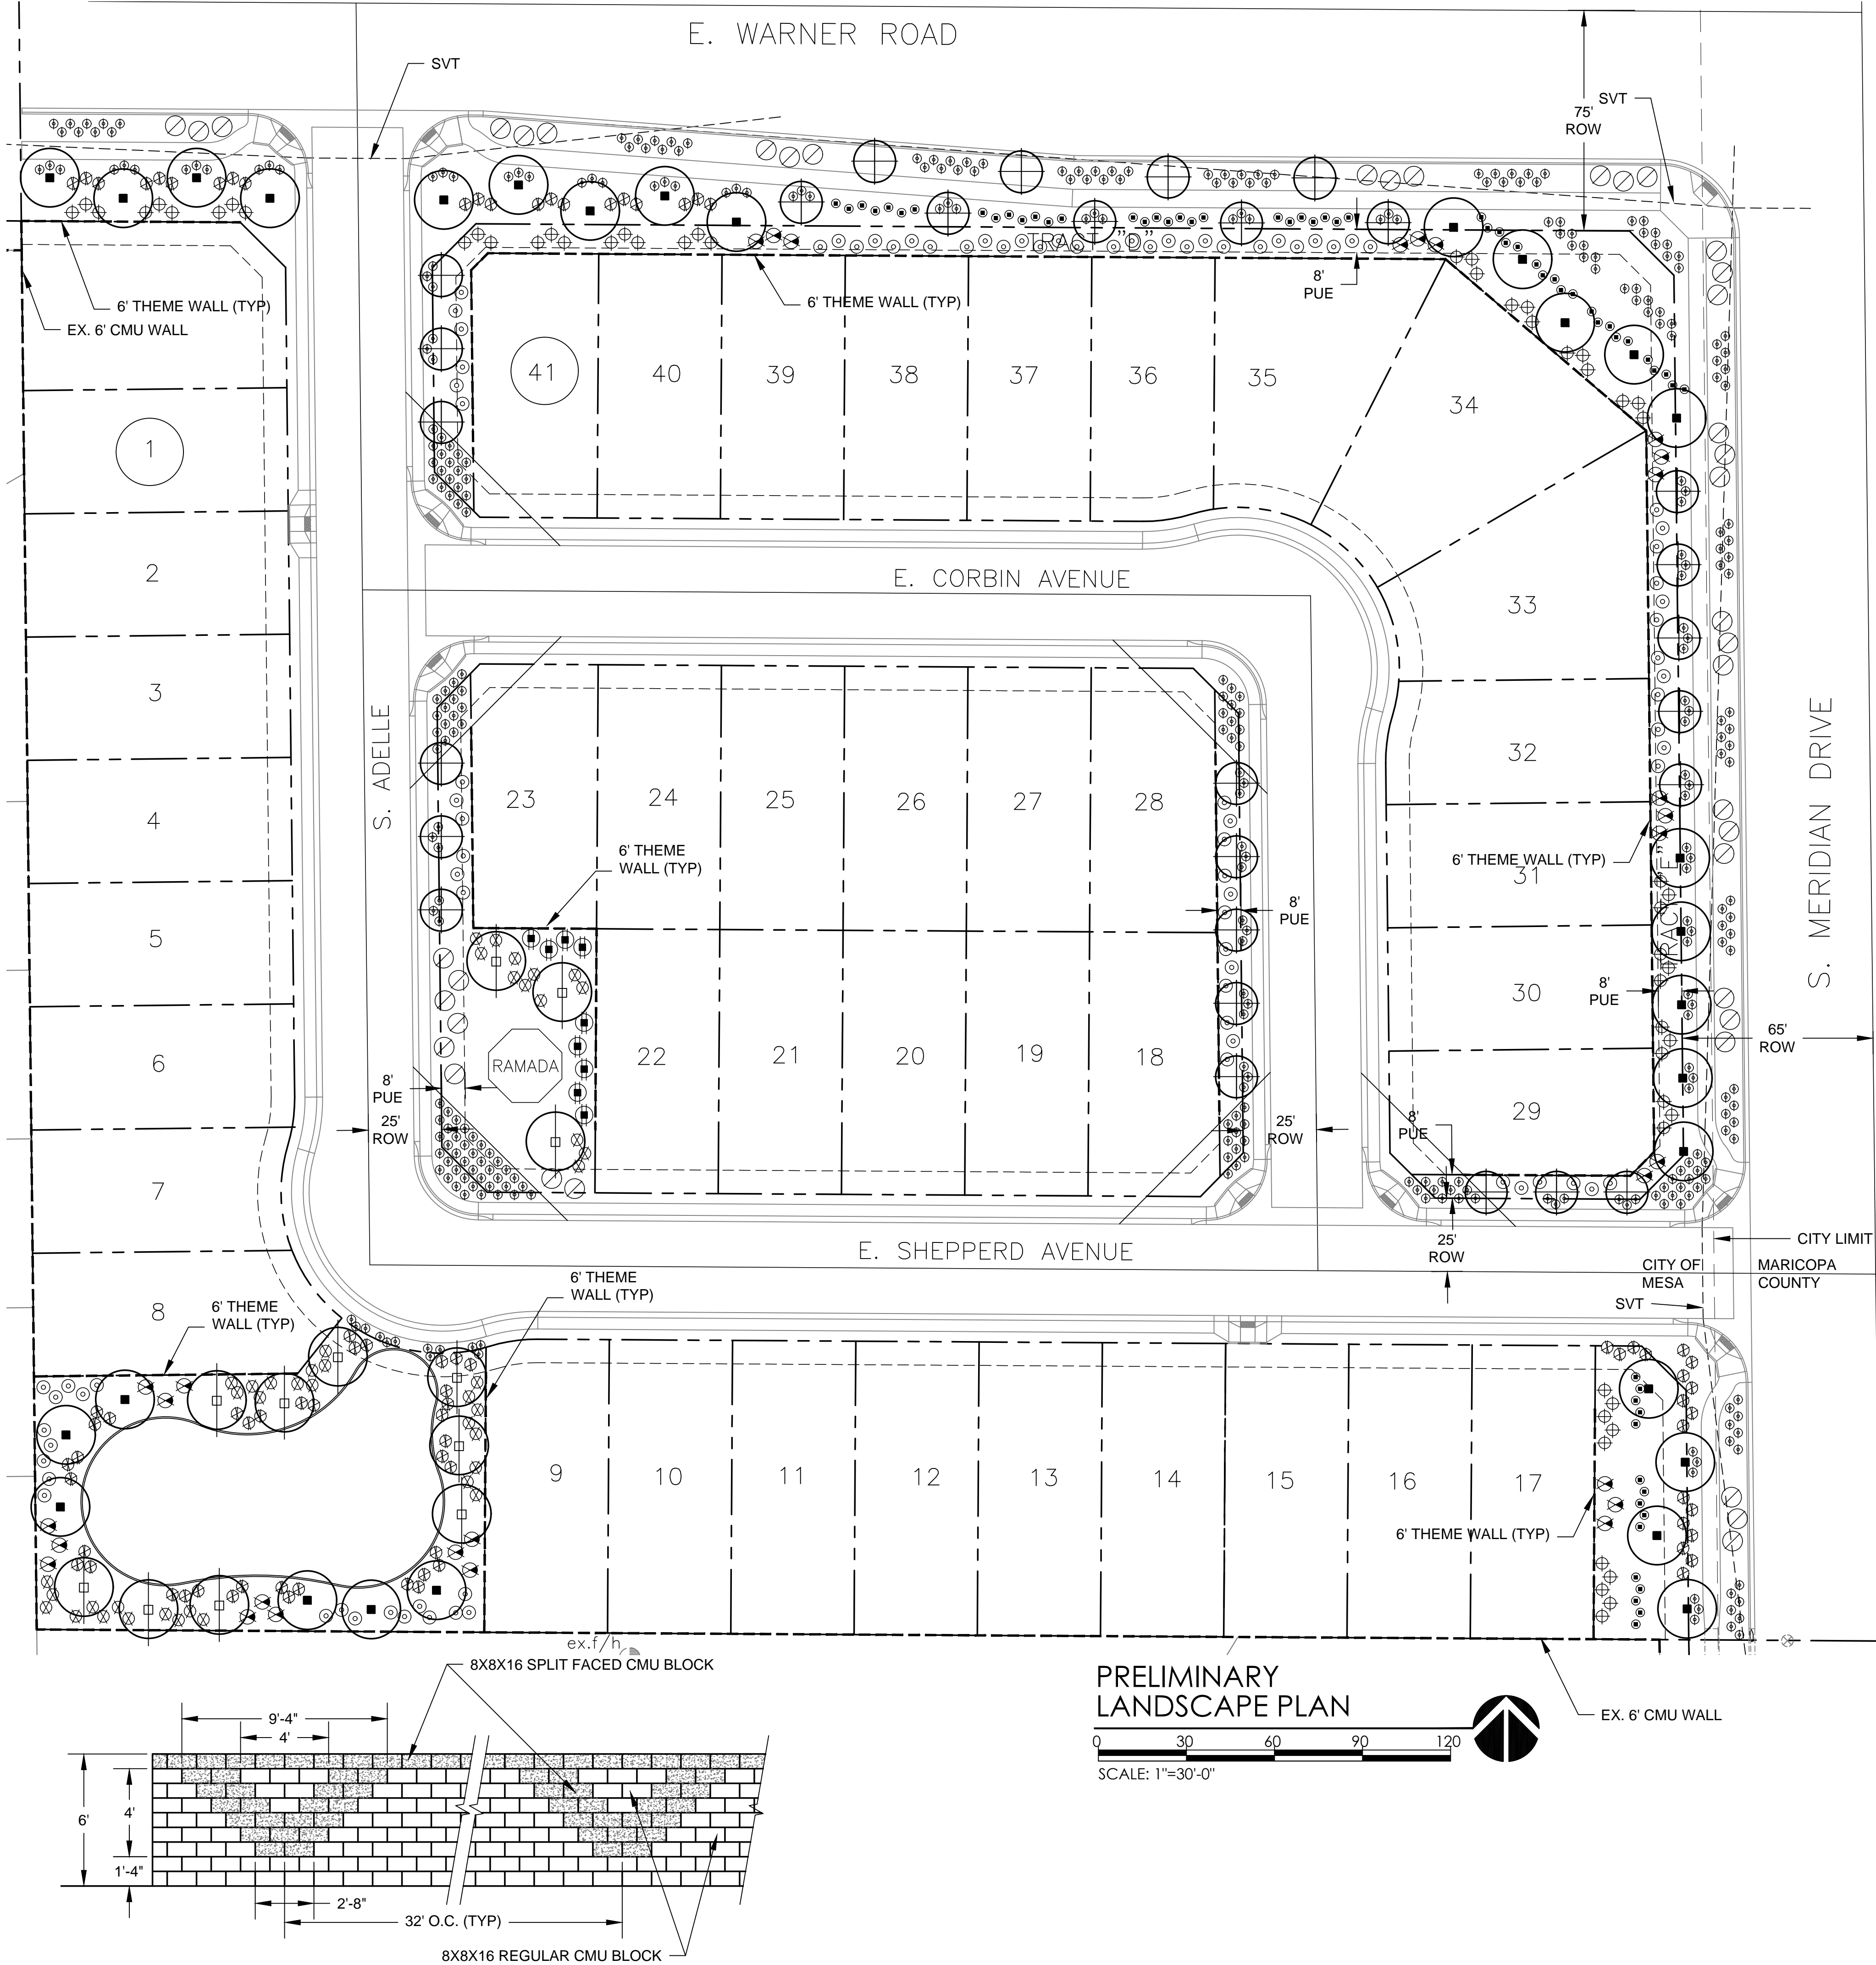 E. WARNER ROAD
SVT
SVT
75'
ROW
TRACT "D"
8'
PUE
6' THEME WALL (TYP)
EX. 6' CMU WALL
6' THEME WALL (TYP)
41
40
39
38
37
36
35
34
1
2
3
4
5
6
7
8
E. CORBIN AVENUE
33
32
31
30
29
S. ADELLE
S. MERIDIAN DRIVE
23
24
25
26
27
28
6' THEME
WALL (TYP)
6' THEME WALL (TYP)
8'
PUE
8'
PUE
65'
ROW
RAMADA
22
21
20
19
18
8'
PUE
25'
ROW
25'
ROW
8'
PUE
25'
ROW
E. SHEPPERD AVENUE
CITY LIMIT
CITY OF
MESA
MARICOPA
COUNTY
SVT
6' THEME
WALL (TYP)
6' THEME
WALL (TYP)
9
10
11
12
13
14
15
16
17
6' THEME WALL (TYP)
ex.f/h
8X8X16 SPLIT FACED CMU BLOCK
PRELIMINARY
LANDSCAPE PLAN
0 30 60 90 120
SCALE: 1"=30'-0"
EX. 6' CMU WALL
9'-4"
4'
6'
4'
1'-4"
2'-8"
32' O.C. (TYP)
8X8X16 REGULAR CMU BLOCK